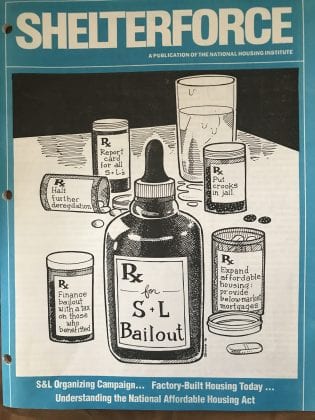 SHELTERFORCE
A PUBLICATION OF THE NATIONAL HOUSING INSTITUTE
Rx
Report
card
for all
S+L's
Rx
Halt
further
deregulation.
Rx
Put
crooks
in jail.
Rx
for
S+L
Bailout
Rx
Finance
bailout
with a tax
on those
who
benefitted
Rx
Expand
affordable
housing;
provide
below market
mortgages
S&L Organizing Campaign... Factory-Built Housing Today...
Understanding the National Affordable Housing Act